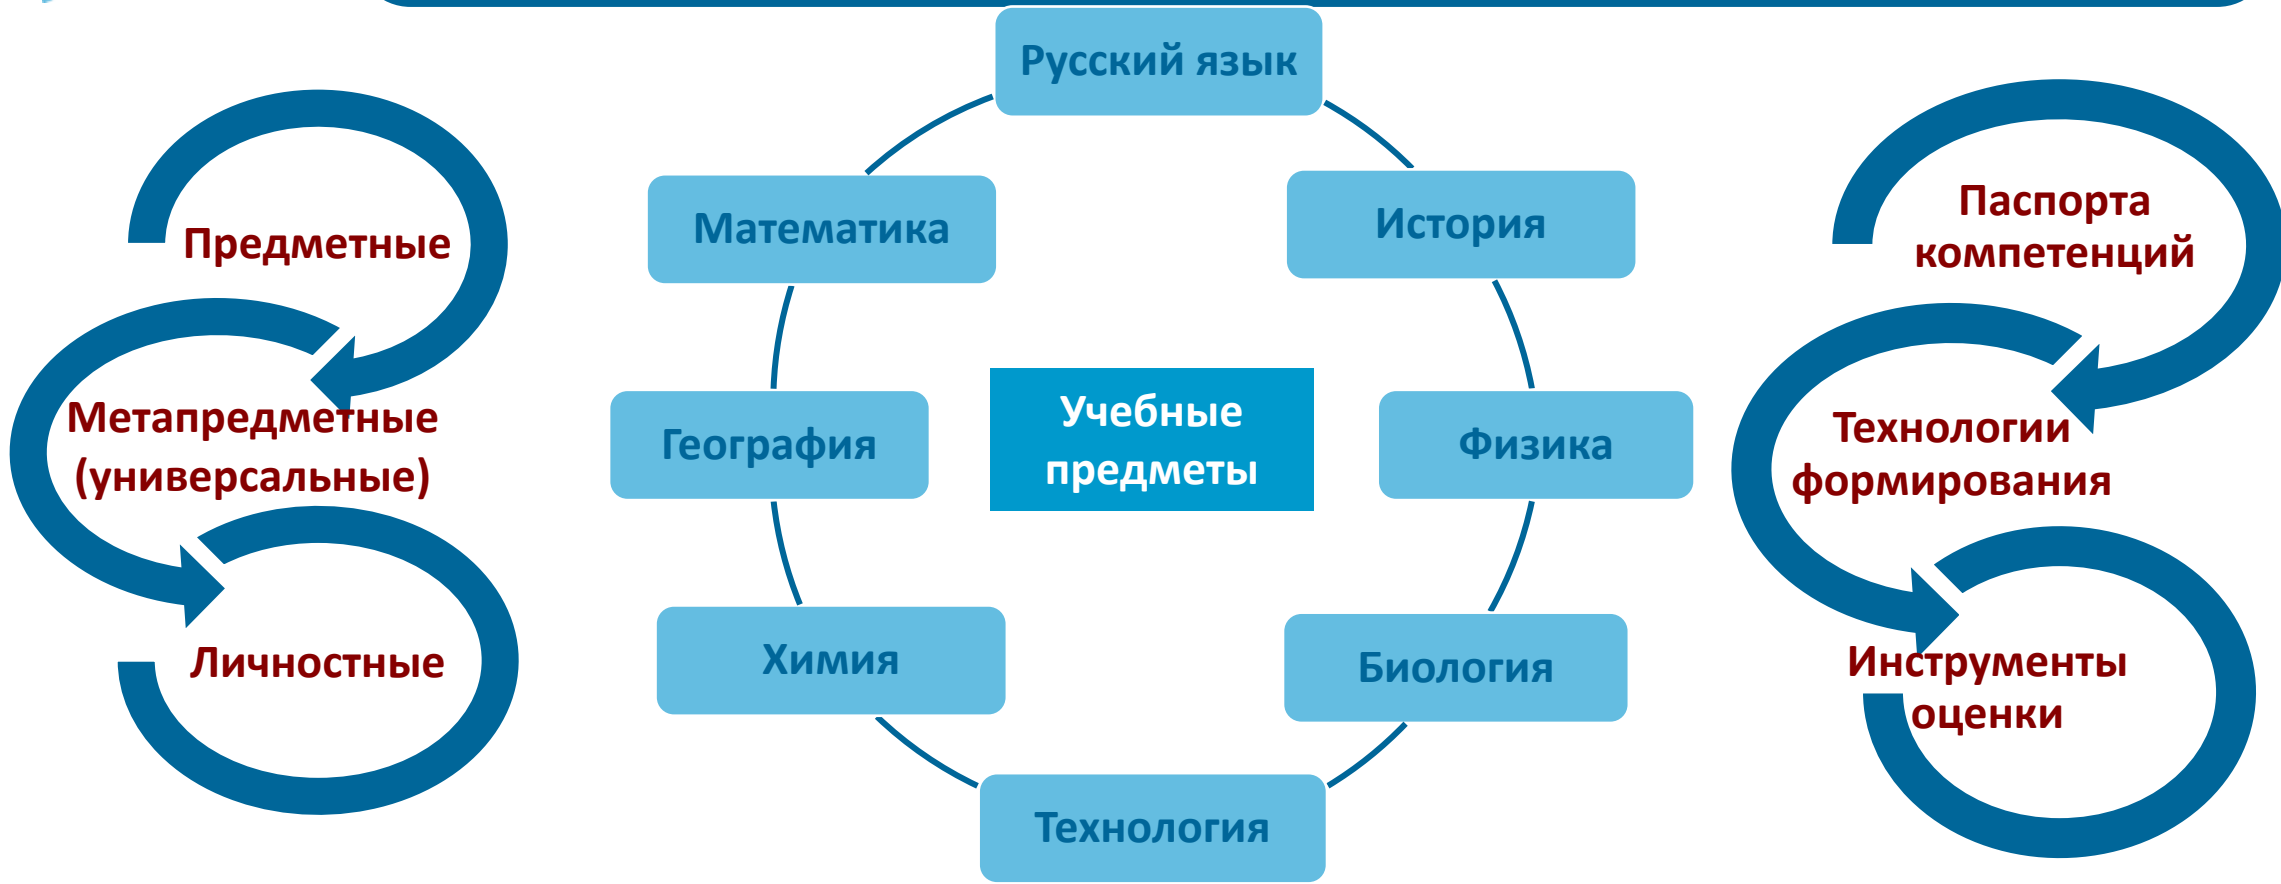 Предметные
Метапредметные
(универсальные)
Личностные
Русский язык
Математика
История
География
Учебные
предметы
Физика
Химия
Биология
Технология
Паспорта
компетенций
Технологии
формирования
Инструменты
оценки